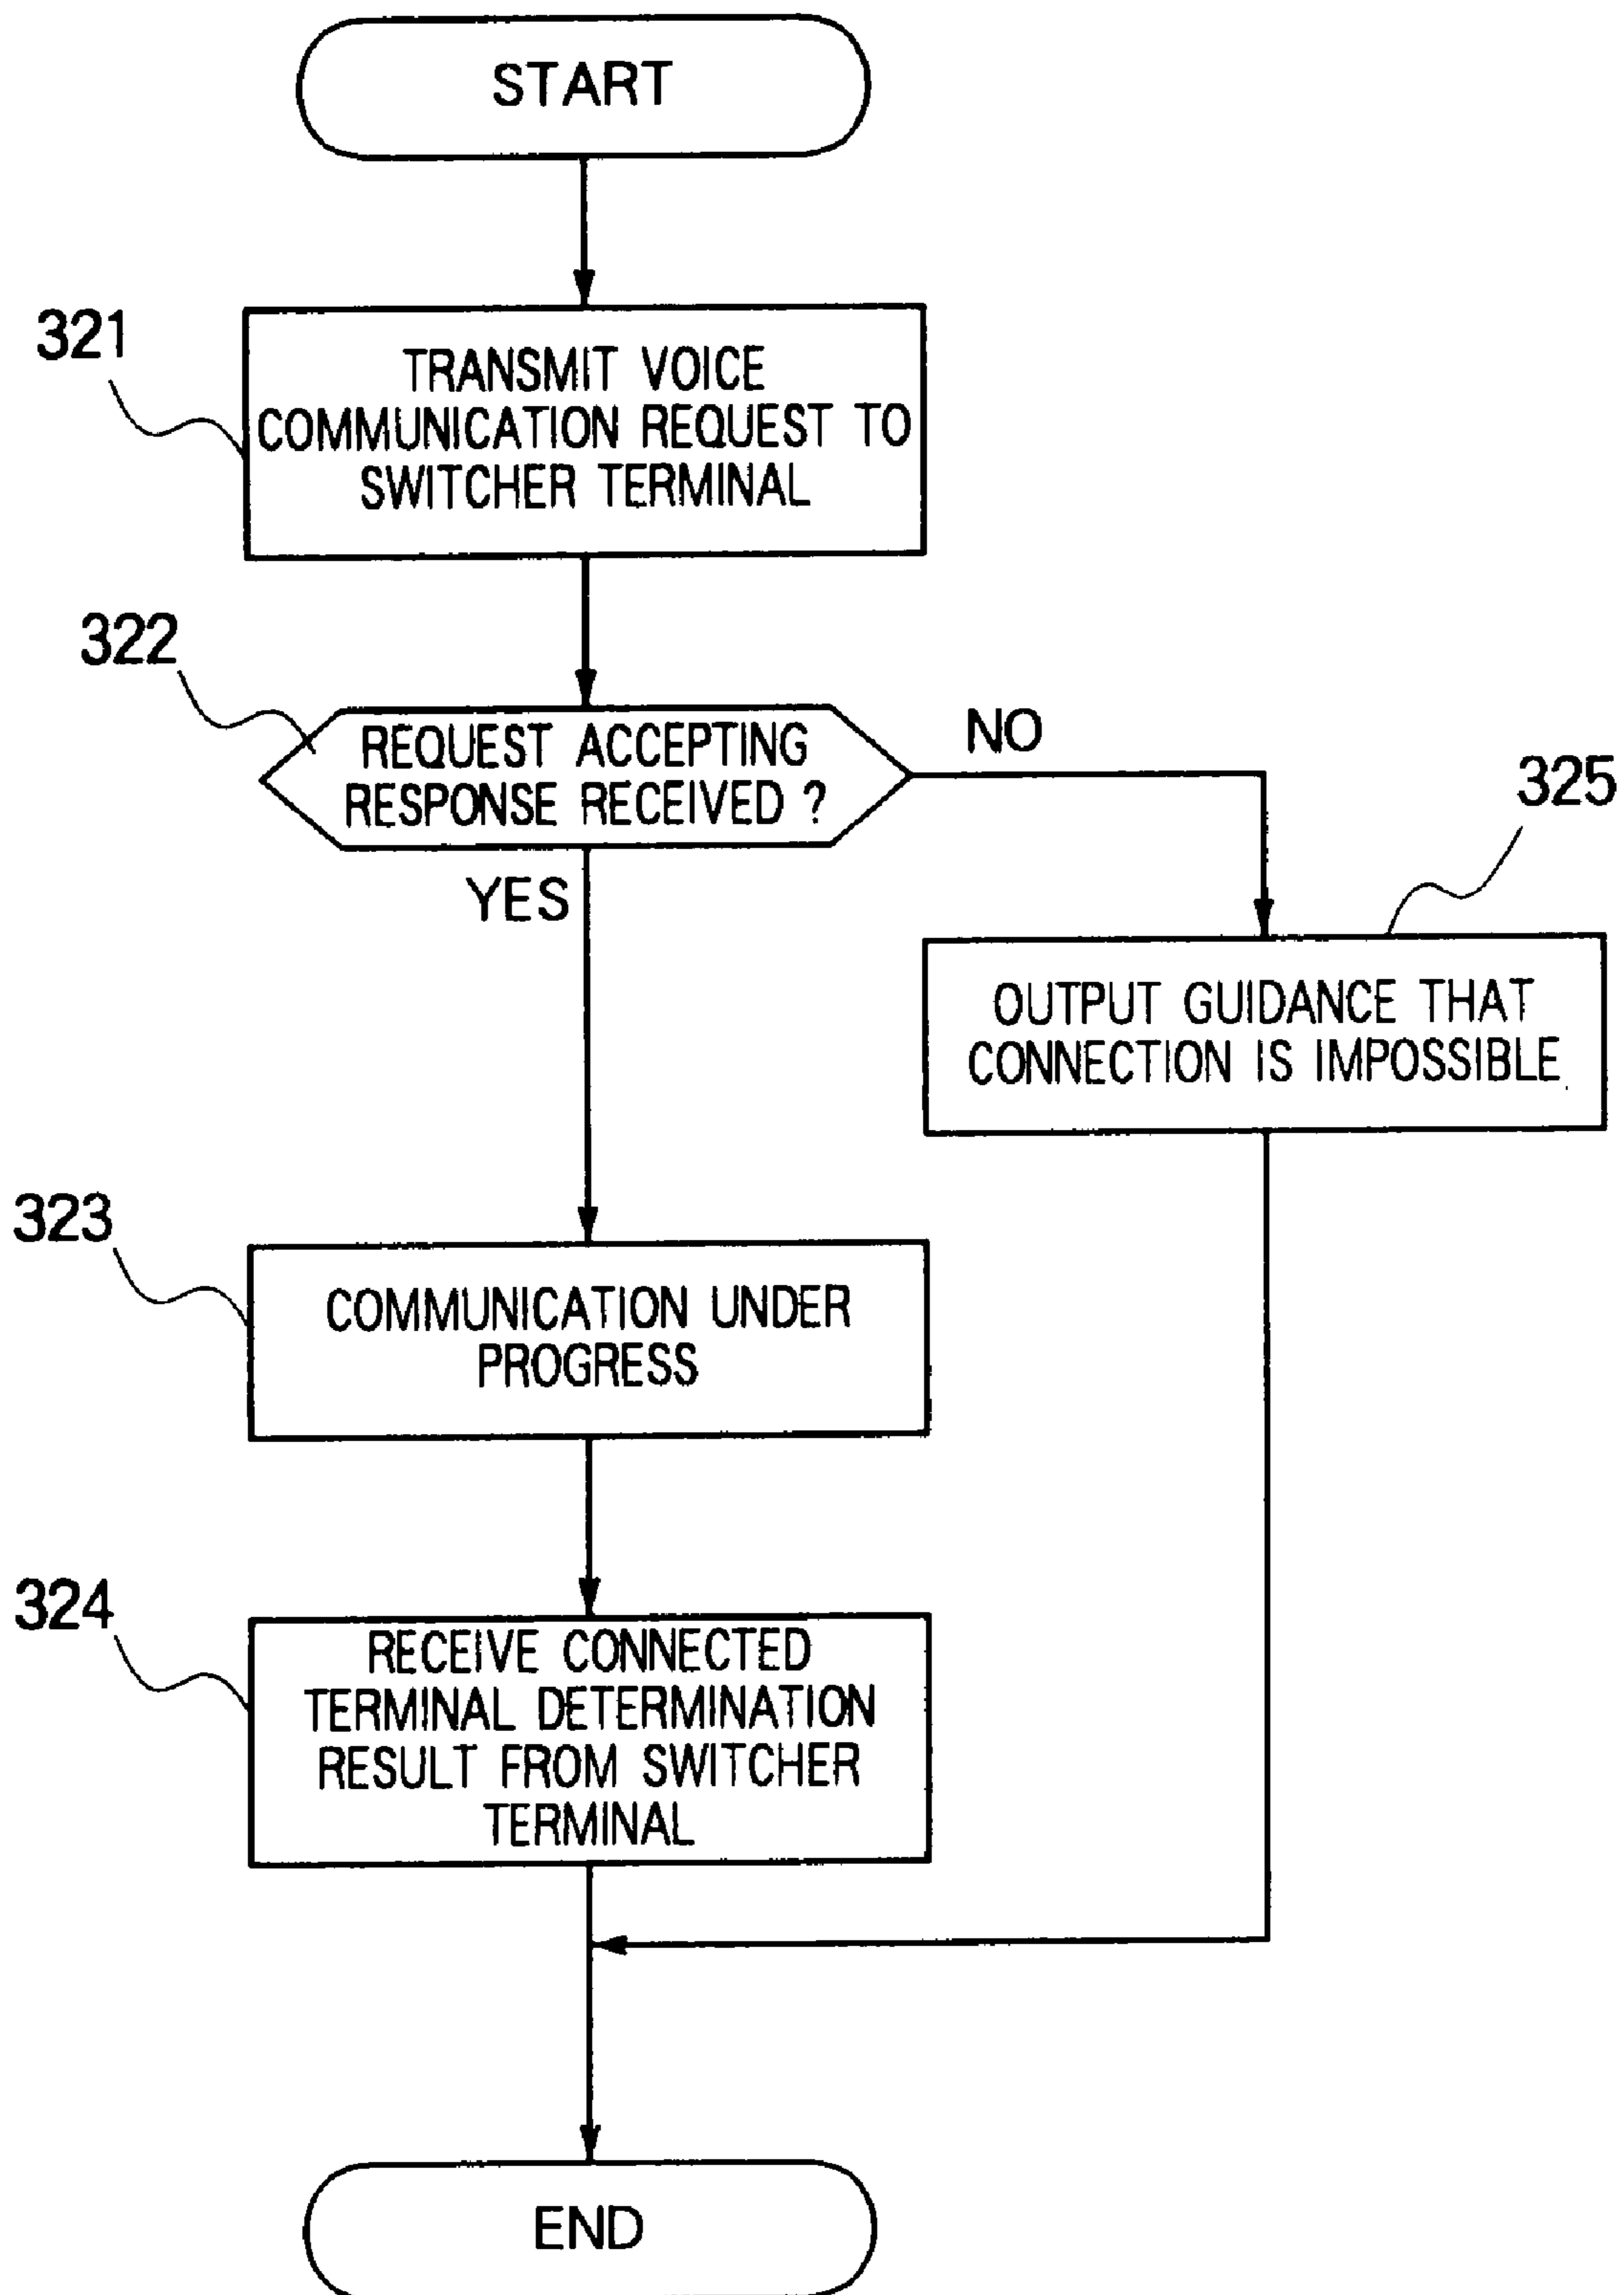 START
321
TRANSMIT VOICE
COMMUNICATION REQUEST TO
SWITCHER TERMINAL
322
REQUEST ACCEPTING
RESPONSE RECEIVED ?
NO
YES
325
OUTPUT GUIDANCE THAT
CONNECTION IS IMPOSSIBLE
323
COMMUNICATION UNDER
PROGRESS
324
RECEIVE CONNECTED
TERMINAL DETERMINATION
RESULT FROM SWITCHER
TERMINAL
END